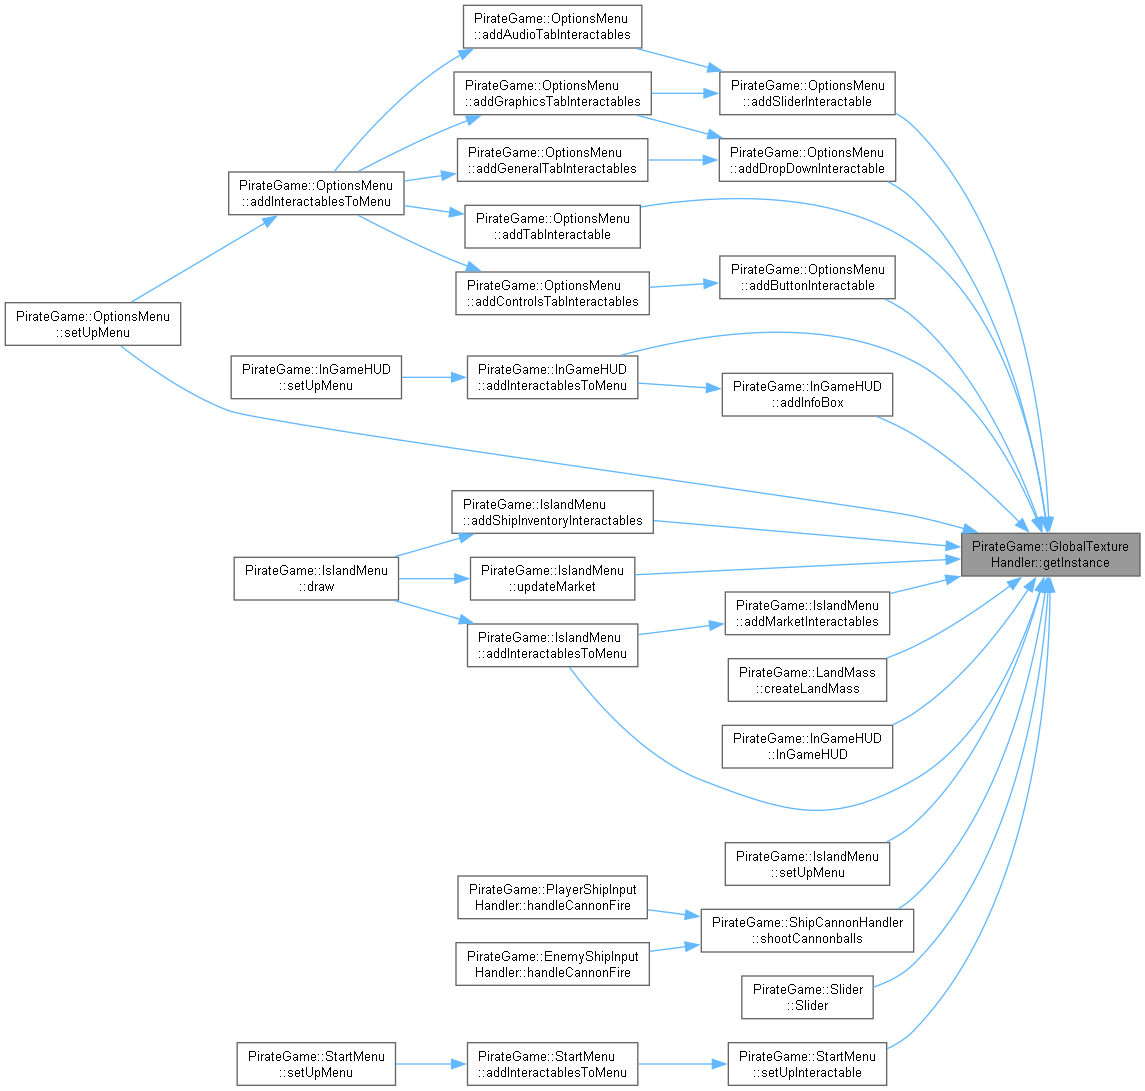 PirateGame::OptionsMenu
::addAudioTabInteractables
PirateGame::OptionsMenu
::addGraphicsTabInteractables
PirateGame::OptionsMenu
::addSliderInteractable
PirateGame::OptionsMenu
::addGeneralTabInteractables
PirateGame::OptionsMenu
::addDropDownInteractable
PirateGame::OptionsMenu
::addInteractablesToMenu
PirateGame::OptionsMenu
::addTabInteractable
PirateGame::OptionsMenu
::addControlsTabInteractables
PirateGame::OptionsMenu
::addButtonInteractable
PirateGame::OptionsMenu
::setUpMenu
PirateGame::InGameHUD
::setUpMenu
PirateGame::InGameHUD
::addInteractablesToMenu
PirateGame::InGameHUD
::addInfoBox
PirateGame::IslandMenu
::addShipInventoryInteractables
PirateGame::GlobalTexture
Handler::getInstance
PirateGame::IslandMenu
::draw
PirateGame::IslandMenu
::updateMarket
PirateGame::IslandMenu
::addMarketInteractables
PirateGame::IslandMenu
::addInteractablesToMenu
PirateGame::LandMass
::createLandMass
PirateGame::InGameHUD
::InGameHUD
PirateGame::IslandMenu
::setUpMenu
PirateGame::PlayerShipInput
Handler::handleCannonFire
PirateGame::ShipCannonHandler
::shootCannonballs
PirateGame::EnemyShipInput
Handler::handleCannonFire
PirateGame::Slider
::Slider
PirateGame::StartMenu
::setUpMenu
PirateGame::StartMenu
::addInteractablesToMenu
PirateGame::StartMenu
::setUpInteractable